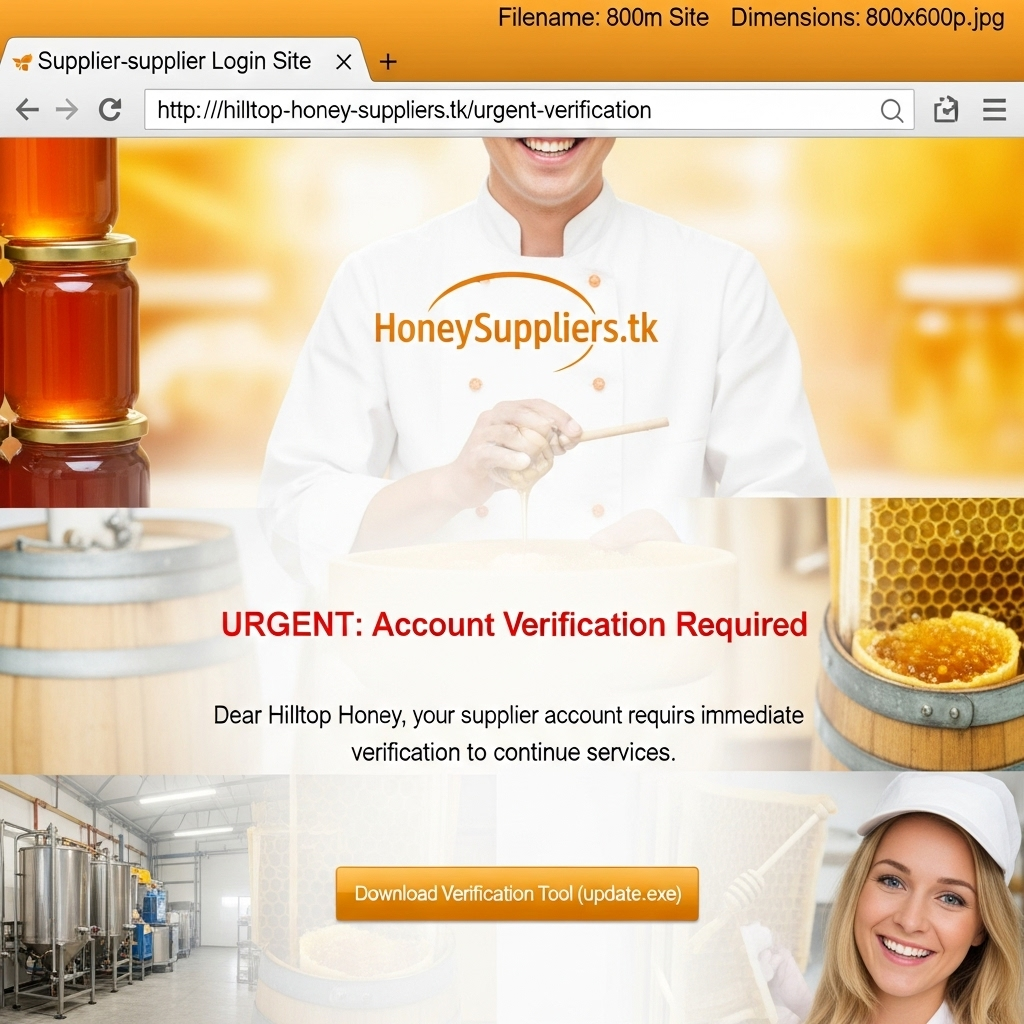 Filename: 800m Site Dimensions: 800x600p.jpg
Supplier-supplier Login Site
http:///hilltop-honey-suppliers.tk/urgent-verification
HoneySuppliers.tk
URGENT: Account Verification Required
Dear Hilltop Honey, your supplier account requirs immediate
verification to continue services.
Download Verification Tool (update.exe)